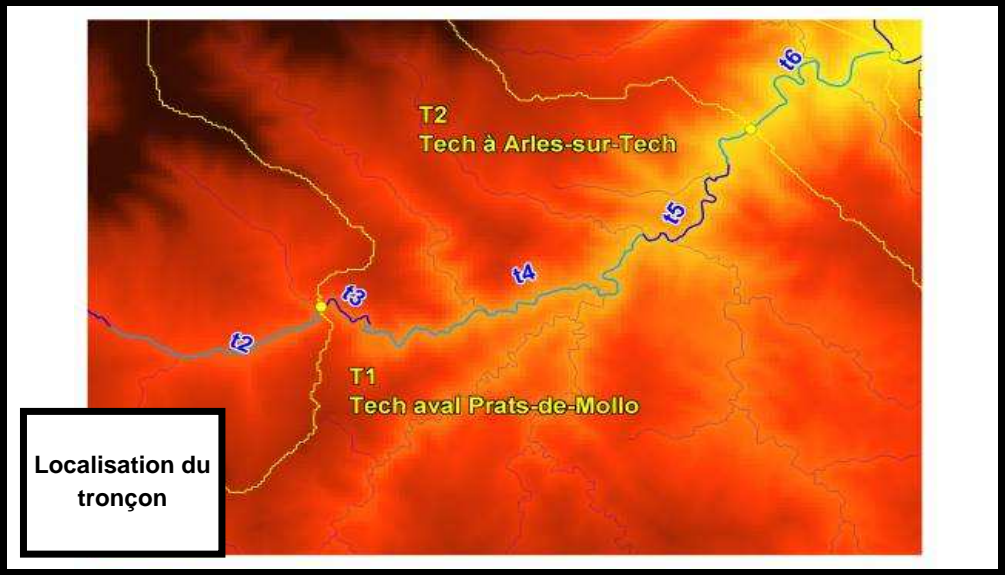 t6
T2
Tech à Arles-sur-Tech
t5
t4
t3
t2
T1
Tech aval Prats-de-Mollo
Localisation du
tronçon